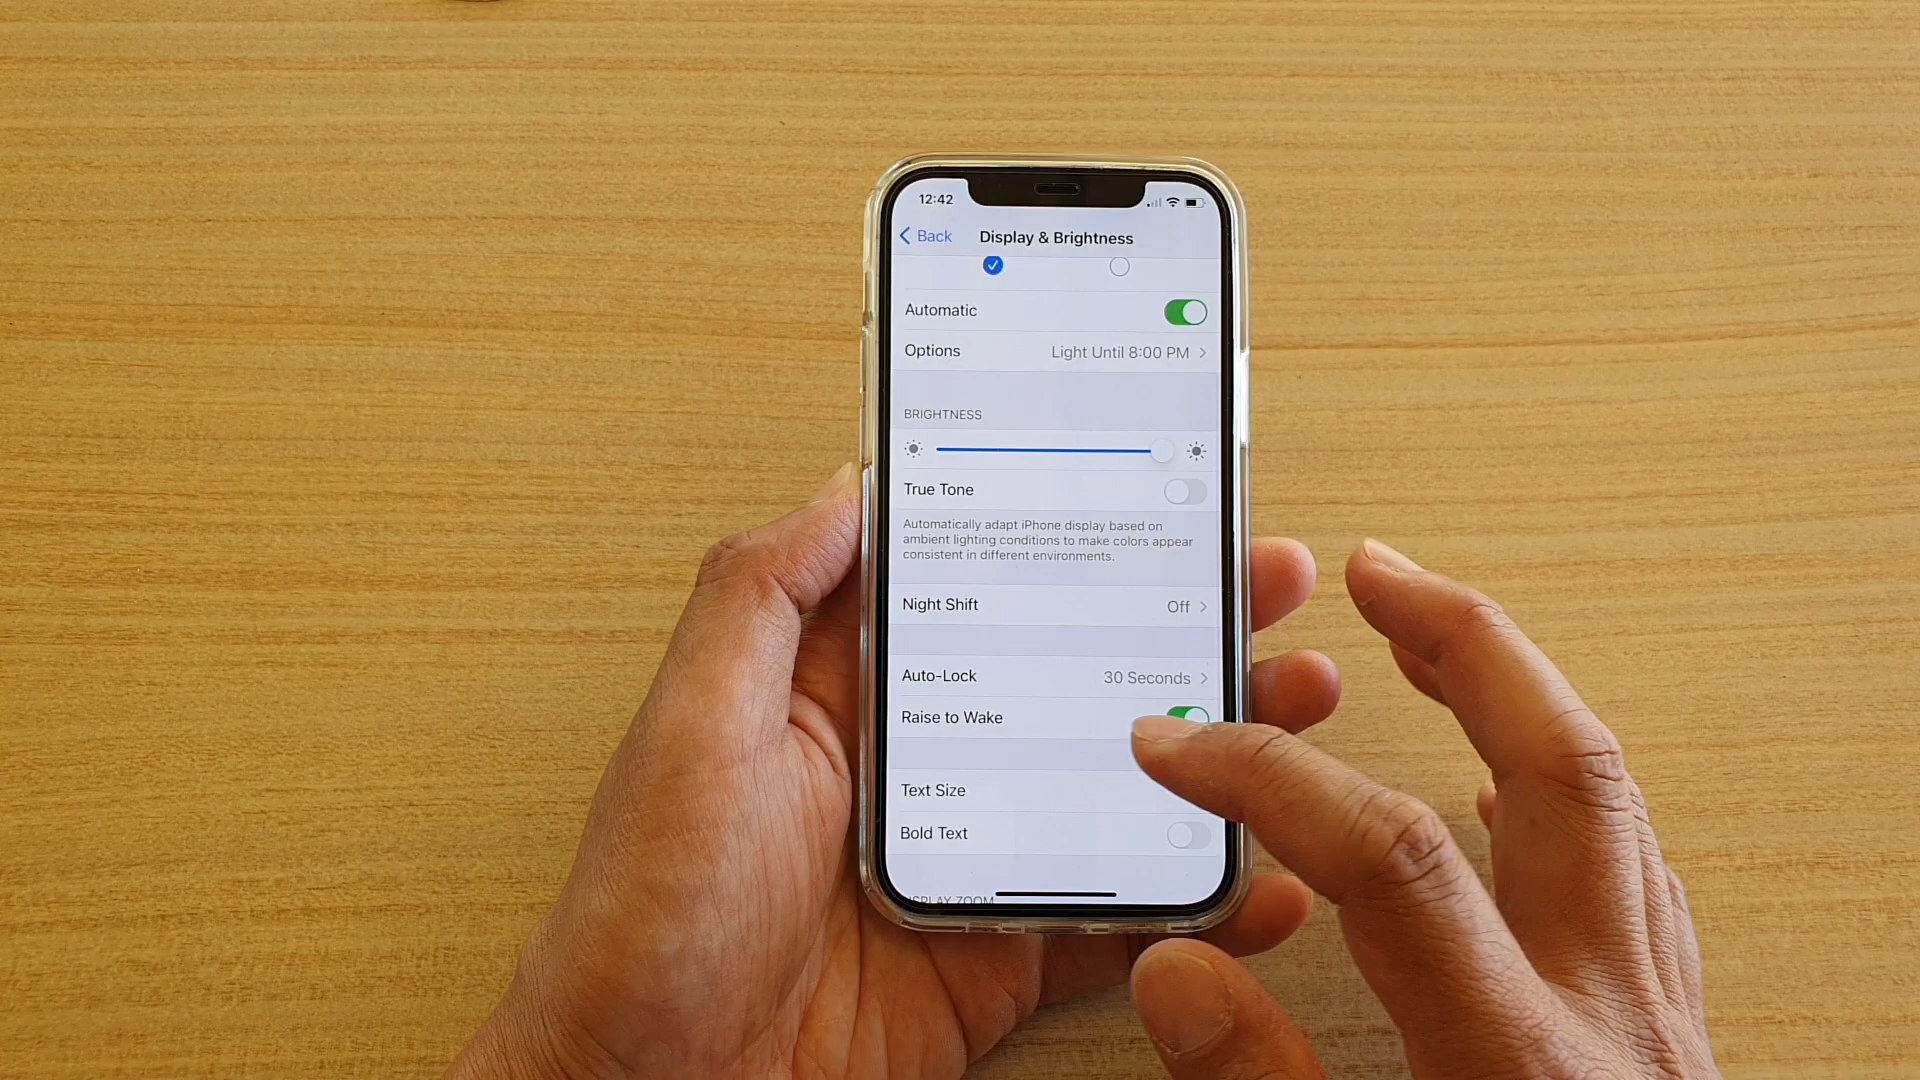 12:42
Back Display & Brightness
Automatic
Options Light Until 8:00 PM
BRIGHTNESS
True Tone
Automatically adapt iPhone display based on
ambient lighting conditions to make colors appear
consistent in different environments.
Night Shift Off
Auto-Lock 30 Seconds
Raise to Wake
Text Size
Bold Text
DISPLAY ZOOM